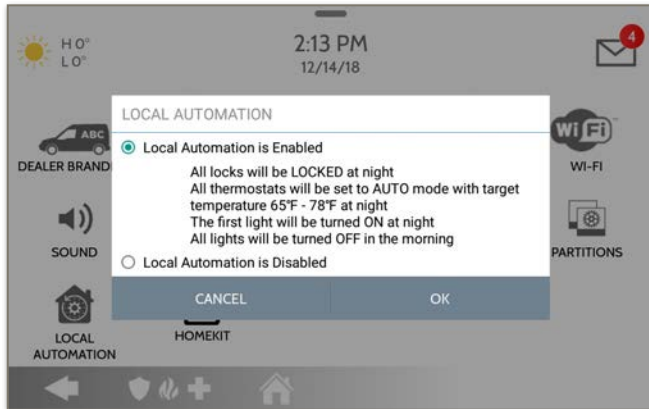 H 0°
L 0°
2:13 PM
12/14/18
4
LOCAL AUTOMATION
Local Automation is Enabled
All locks will be LOCKED at night
All thermostats will be set to AUTO mode with target
temperature 65°F - 78°F at night
The first light will be turned ON at night
All lights will be turned OFF in the morning
Local Automation is Disabled
CANCEL
OK
ABC
DEALER BRANDI
WiFi
WI-FI
SOUND
PARTITIONS
LOCAL
AUTOMATION
HOMEKIT